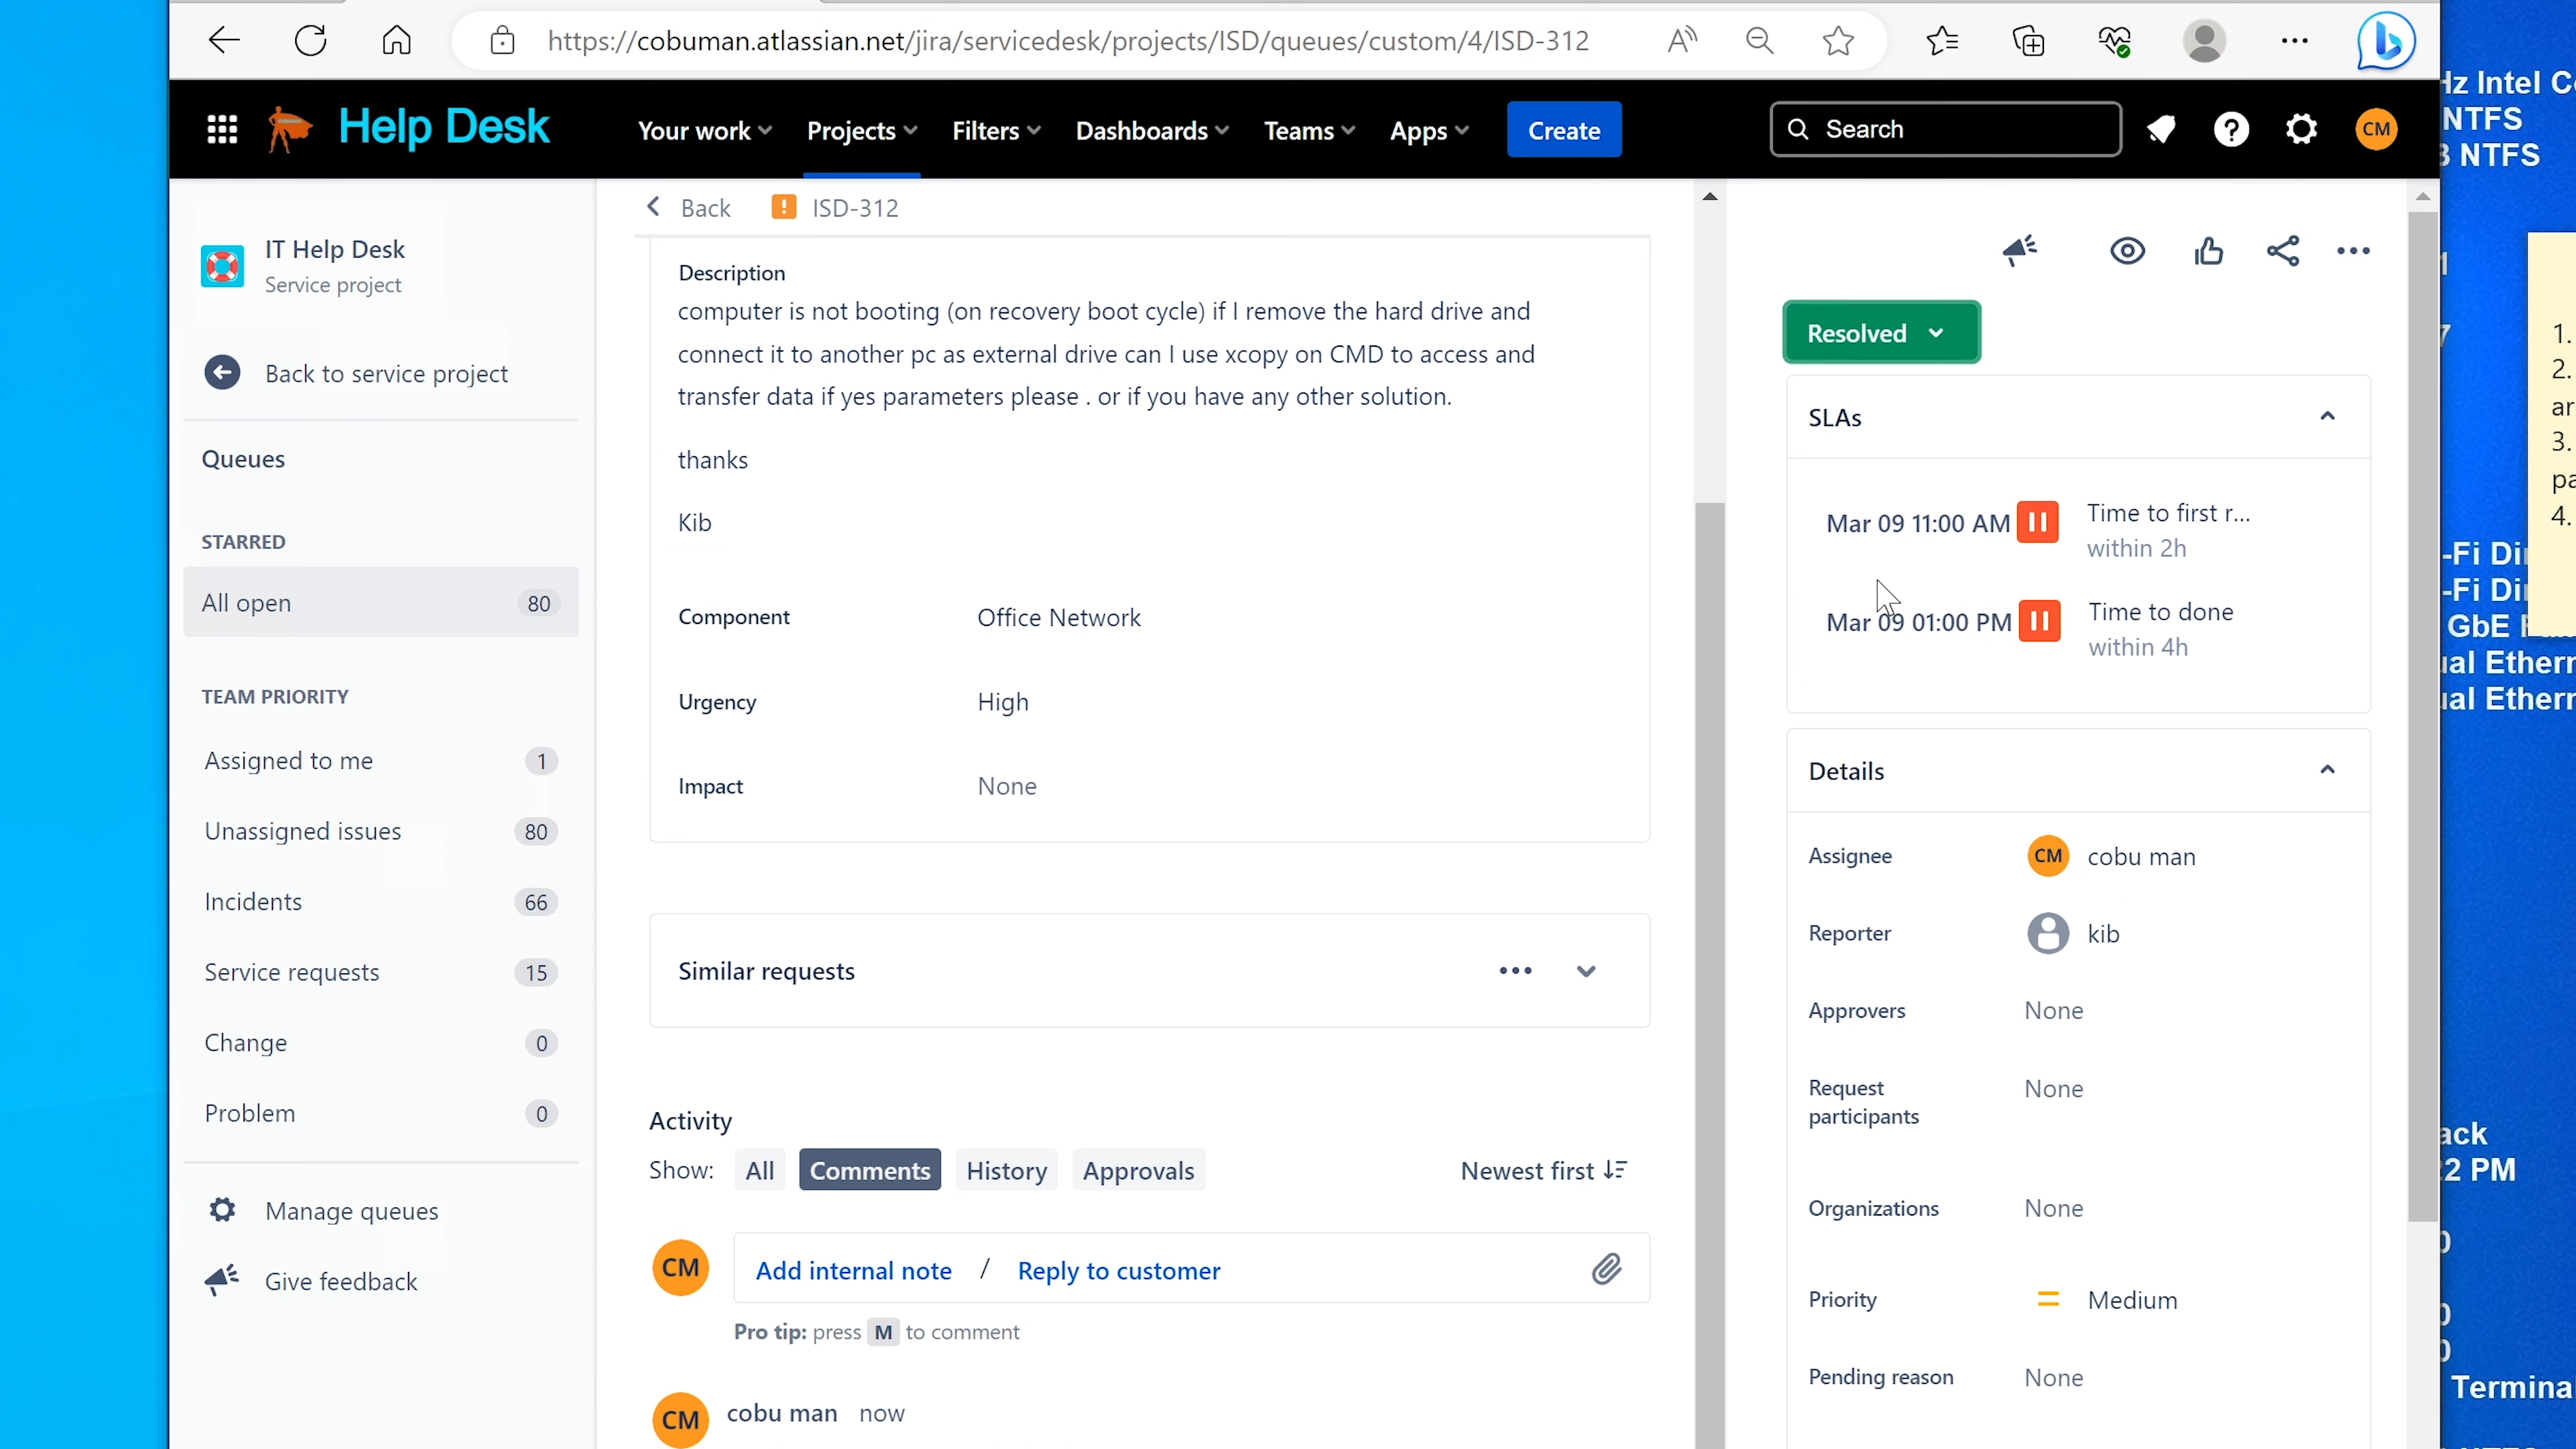 https://cobuman.atlassian.net/jira/servicedesk/projects/ISD/queues/custom/4/ISD-312
Help Desk
Your work
Projects
Filters
Dashboards
Teams
Apps
Create
Search
CM
IT Help Desk
Service project
Back to service project
Queues
STARRED
All open 80
TEAM PRIORITY
Assigned to me 1
Unassigned issues 80
Incidents 66
Service requests 15
Change 0
Problem 0
Manage queues
Give feedback
Back ISD-312
Description
computer is not booting (on recovery boot cycle) if I remove the hard drive and
connect it to another pc as external drive can I use xcopy on CMD to access and
transfer data if yes parameters please . or if you have any other solution.
thanks
Kib
Component Office Network
Urgency High
Impact None
Similar requests
Activity
Show: All Comments History Approvals Newest first
CM Add internal note / Reply to customer
Pro tip: press M to comment
CM cobu man now
Resolved
SLAs
Mar 09 11:00 AM Time to first r...
within 2h
Mar 09 01:00 PM Time to done
within 4h
Details
Assignee CM cobu man
Reporter kib
Approvers None
Request
participants None
Organizations None
Priority Medium
Pending reason None
Hz Intel C
NTFS
NTFS
1.
2.
ar
3.
pa
4.
-Fi Di
-Fi Di
GbE
ual Ethern
ual Ethern
ack
2 PM
Termina